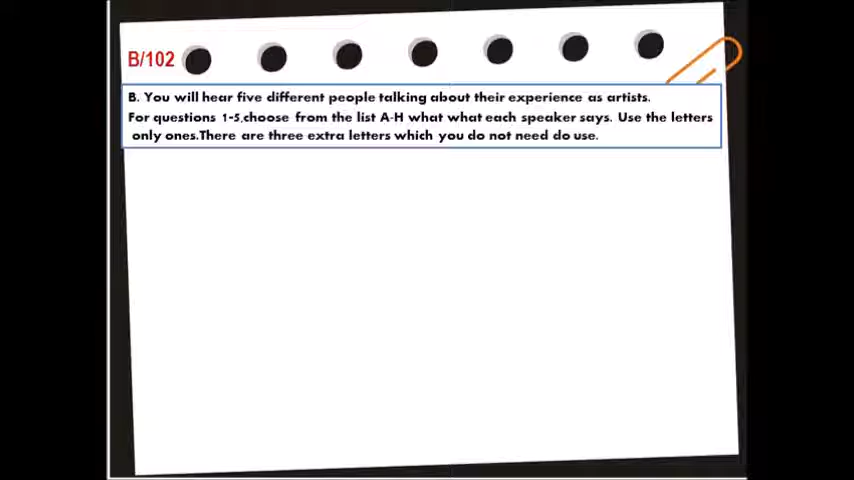 B/102
B. You will hear five different people talking about their experience as artists.
For questions 1-5,choose from the list A-H what what each speaker says. Use the letters
only ones.There are three extra letters which you do not need do use.